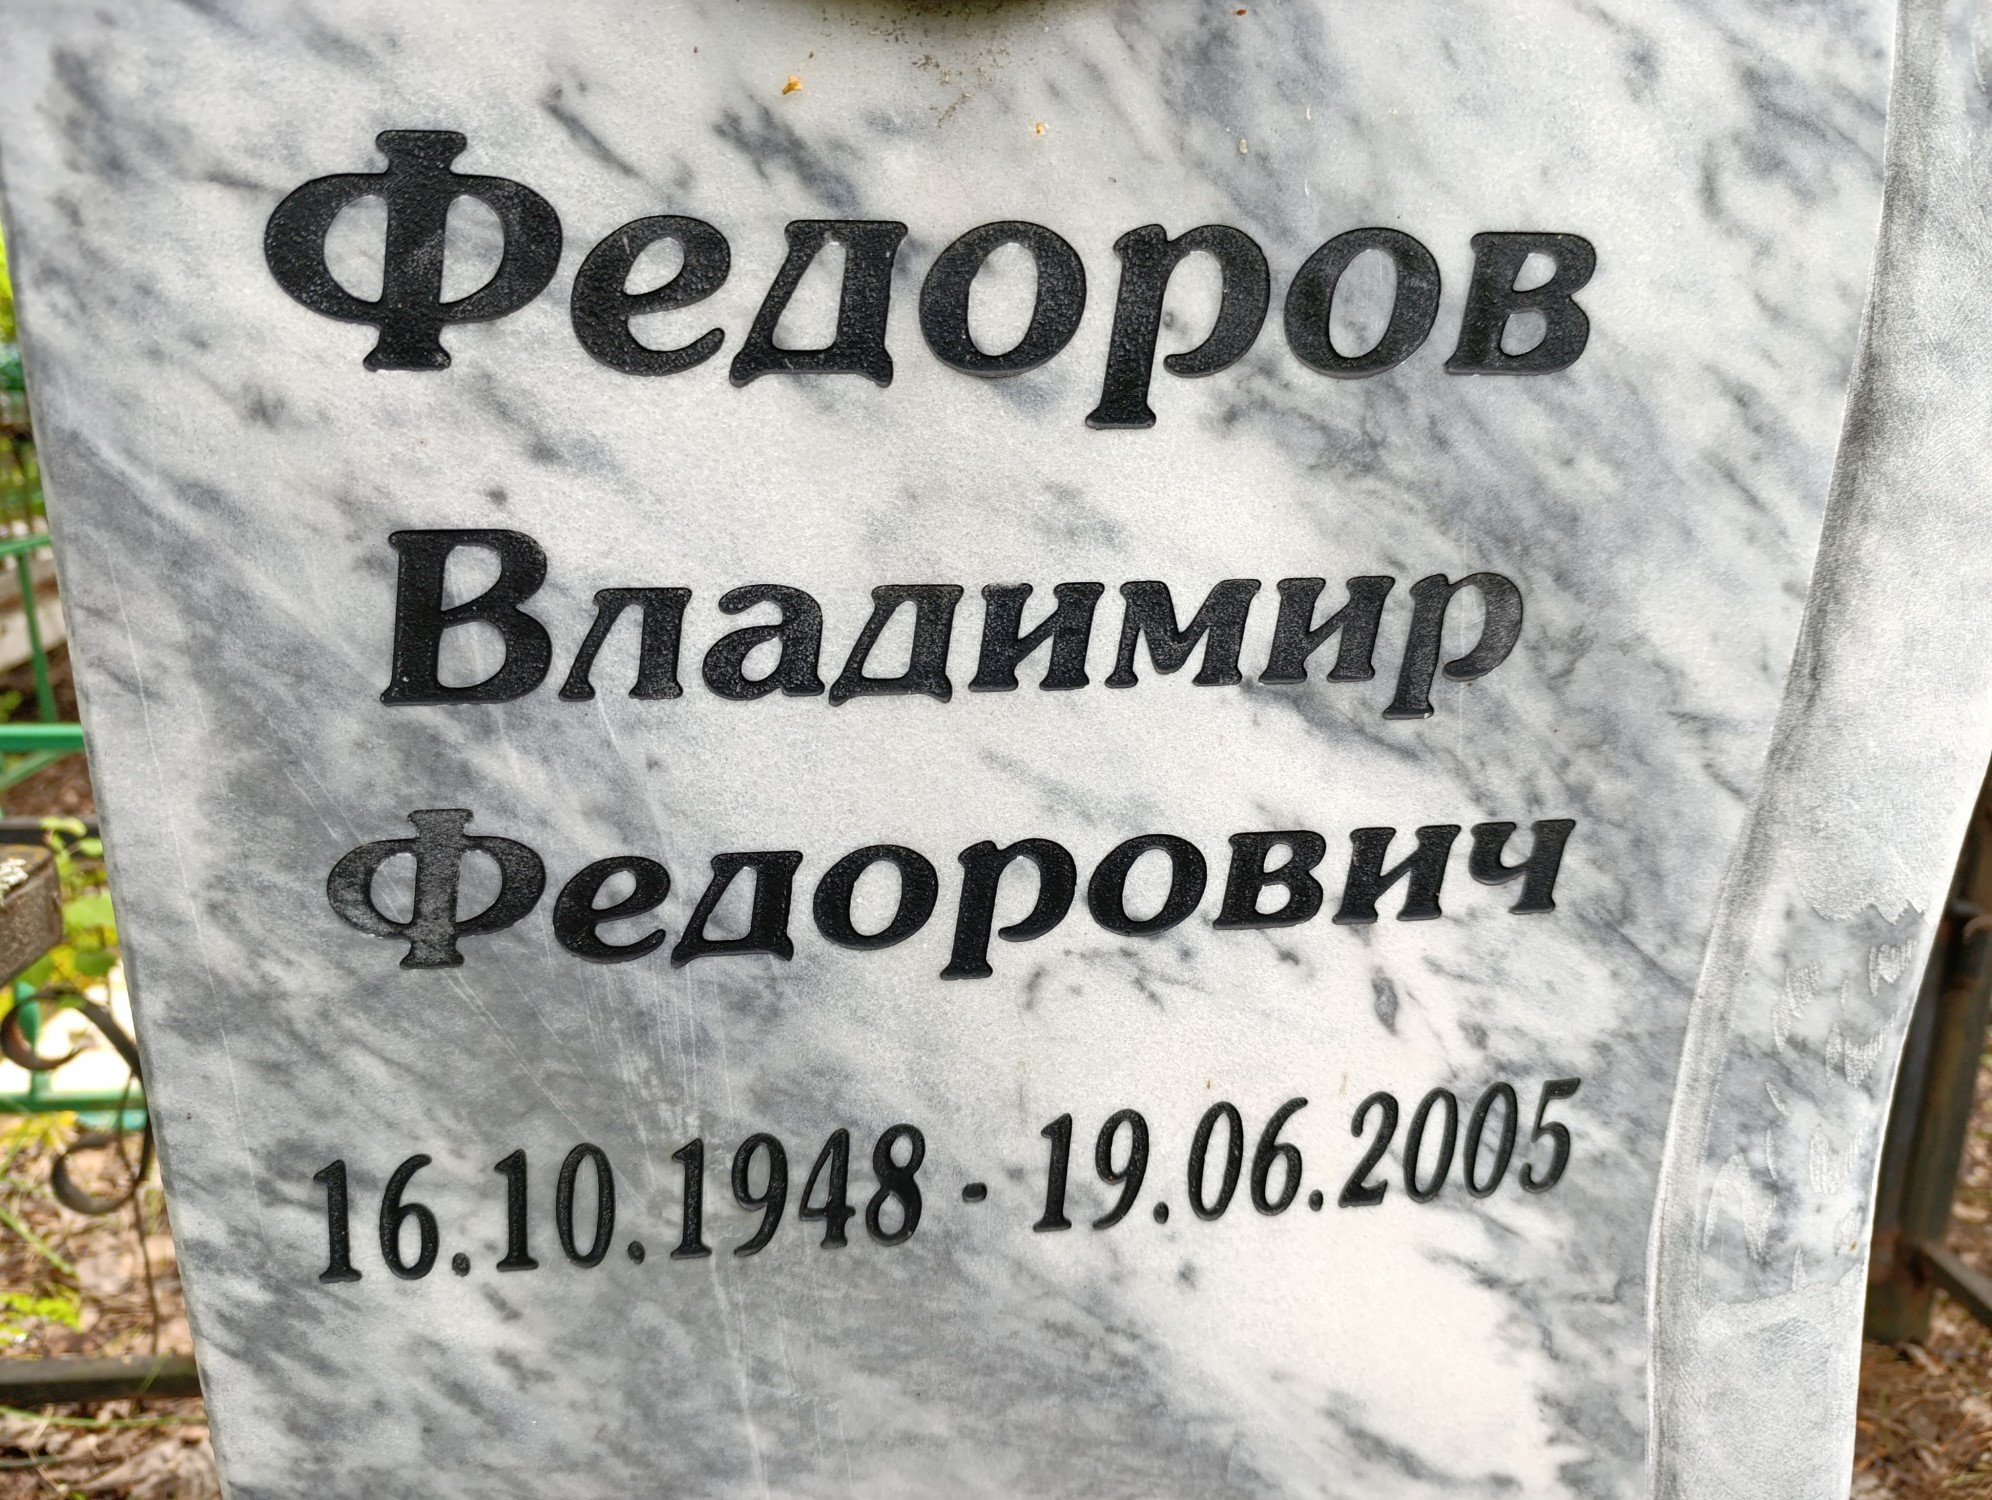 Федоров
Владимир
Федорович
16.10.1948 - 19.06.2005